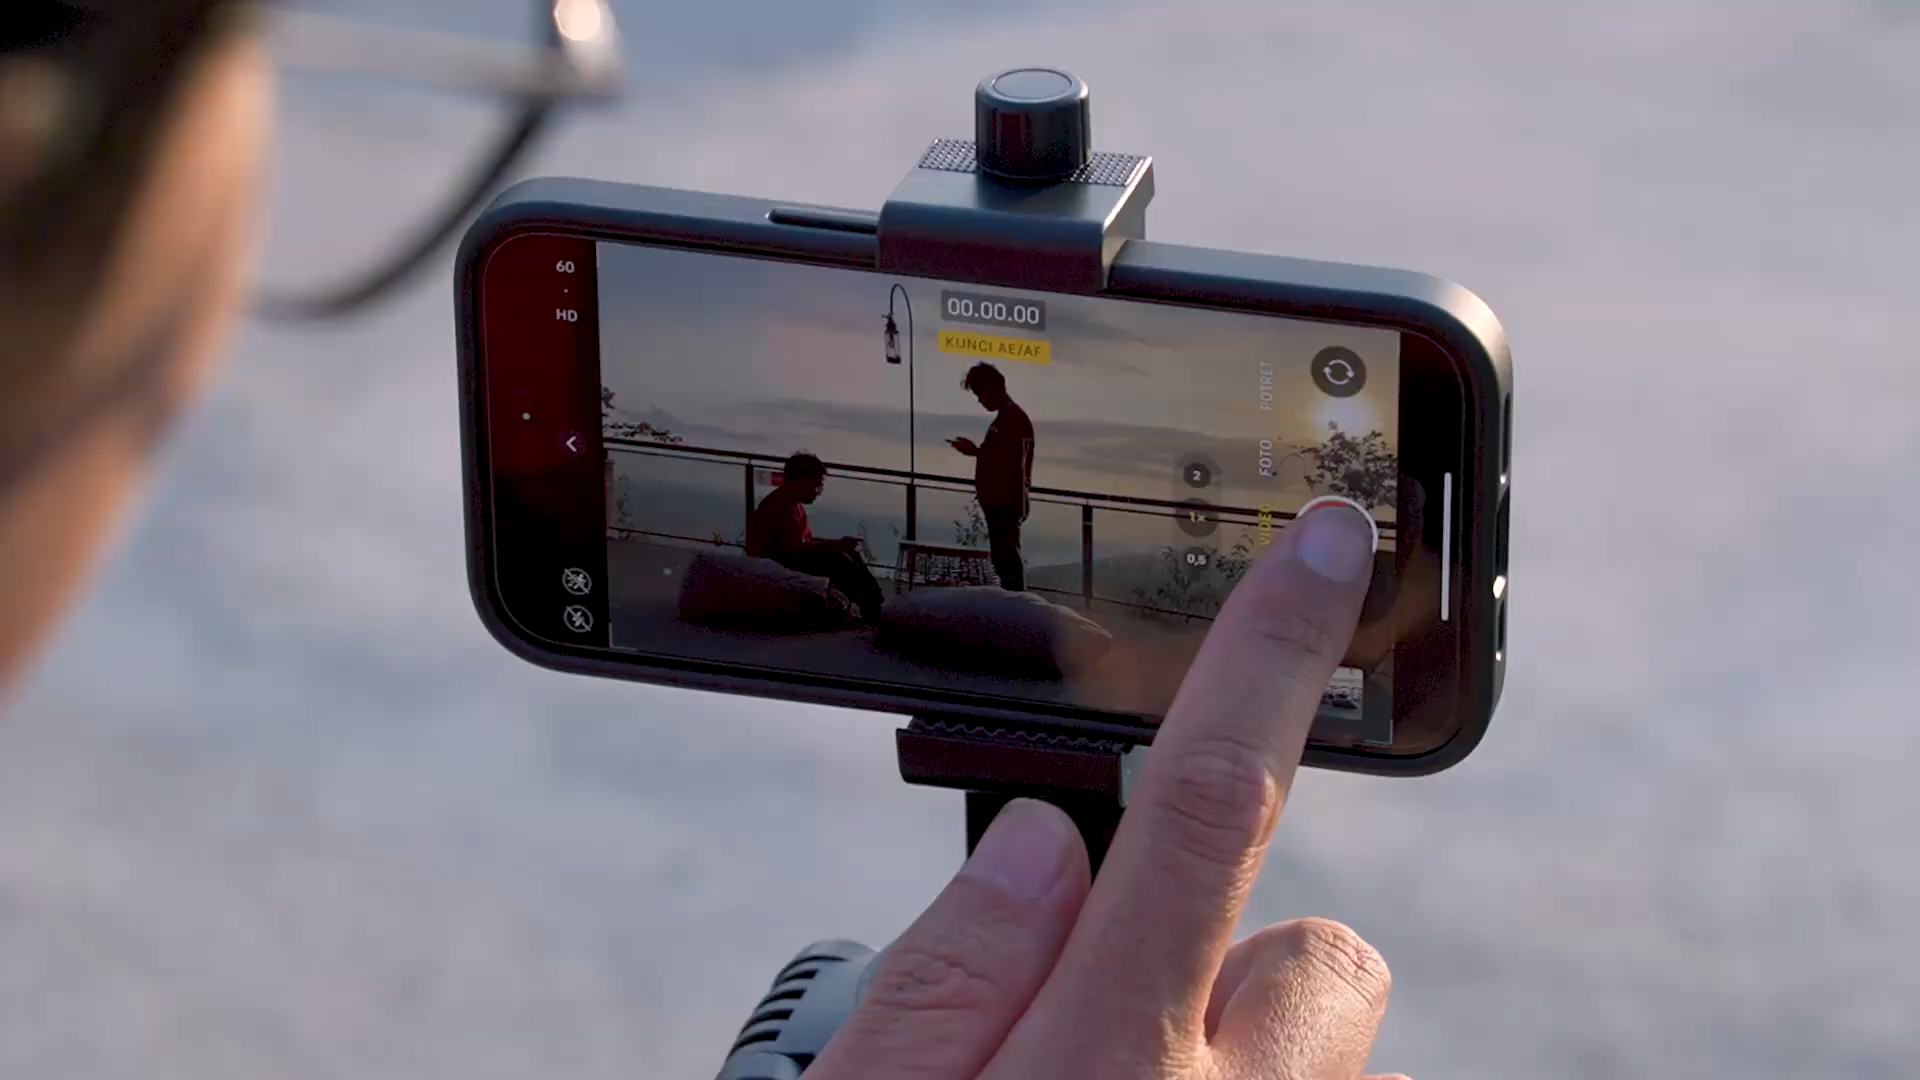 60
HD
00.00.00
KUNCI AE/AF
POTRET
FOTO
VIDEO
2
1x
0,5